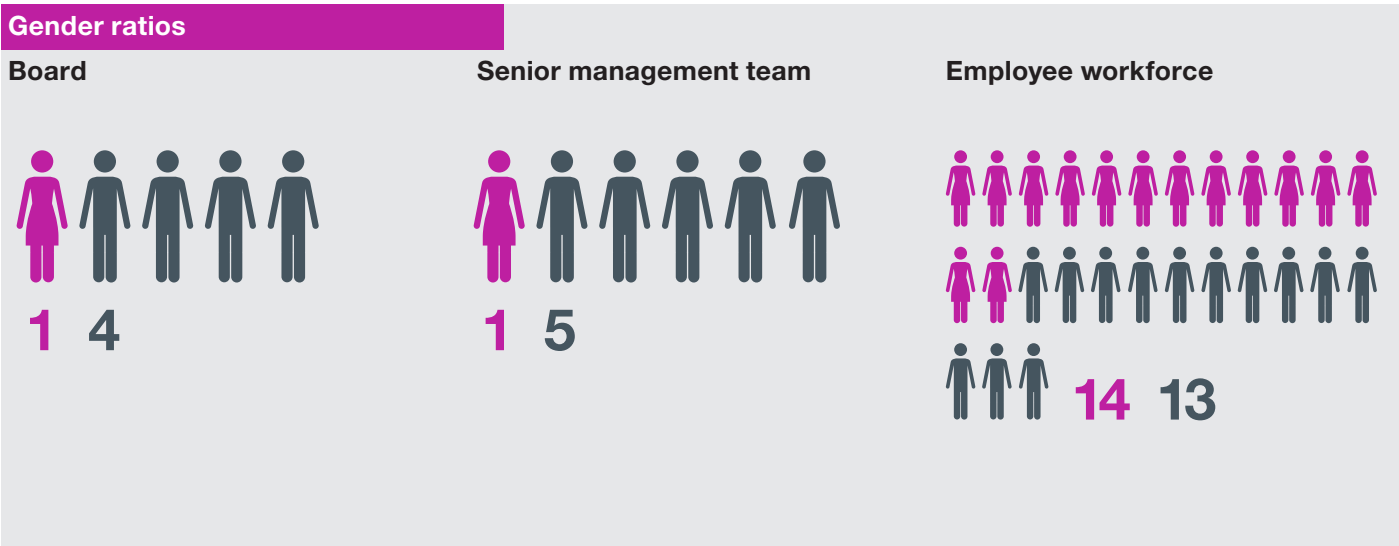 Gender ratios
Board
1 4
Senior management team
1 5
Employee workforce
14 13